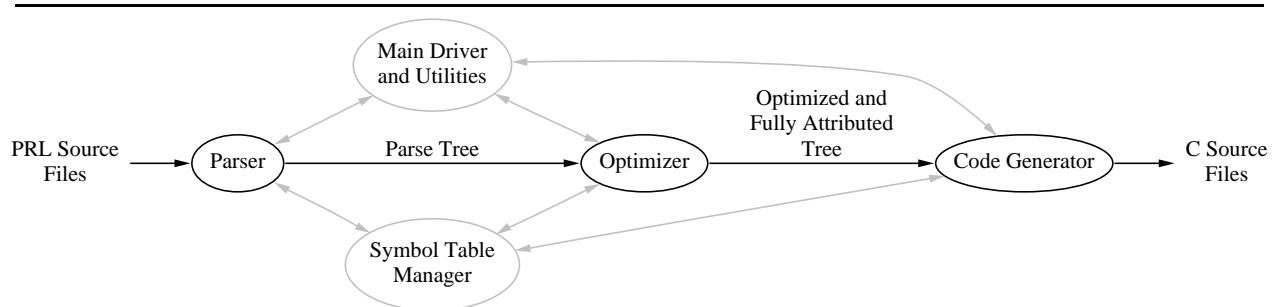 Main Driver
and Utilities
Optimized and
Fully Attributed
Tree
PRL Source
Files
Parser
Parse Tree
Optimizer
Code Generator
C Source
Files
Symbol Table
Manager